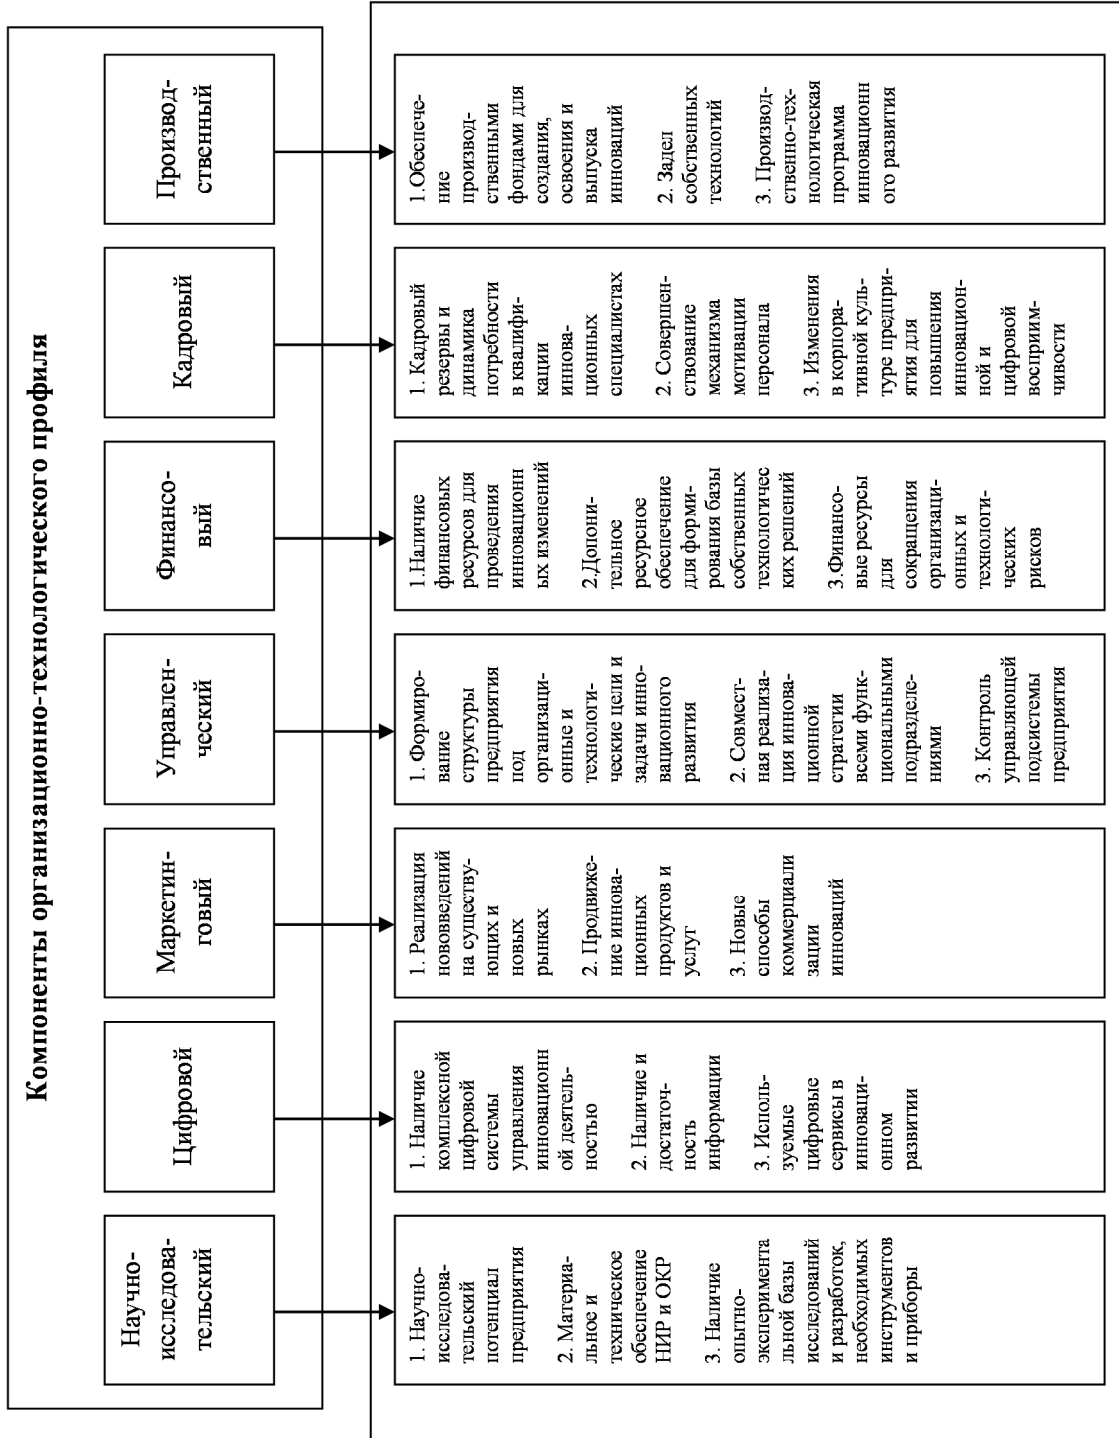 Компоненты организационно-технологического профиля
Научно-
исследова-
тельский
Цифровой
Маркетин-
говый
Управлен-
ческий
Финансо-
вый
Кадровый
Производ-
ственный
1. Научно-
исследова-
тельский
потенциал
предприятия
2. Материа-
льное и
техническое
обеспечение
НИР и ОКР
3. Наличие
опытно-
эксперимента
льной базы
исследований
и разработок,
необходимых
инструментов
и приборы
1. Наличие
комплексной
цифровой
системы
управления
инновационн
ой деятель-
ностью
2. Наличие и
достаточ-
ность
информации
3. Исполь-
зуемые
цифровые
сервисы в
инноваци-
онном
развитии
1. Реализация
нововведений
на существу-
ющих и
новых
рынках
2. Продвиже-
ние иннова-
ционных
продуктов и
услуг
3. Новые
способы
коммерциали
зации
инноваций
1. Формиро-
вание
структуры
предприятия
под
организаци-
онные и
технологи-
ческие цели и
задачи инно-
вационного
развития
2. Совмест-
ная реализа-
ция иннова-
ционной
стратегии
всеми функ-
циональными
подразделе-
ниями
3. Контроль
управляющей
подсистемы
предприятия
1.Наличие
финансовых
ресурсов для
проведения
инновационн
ых изменений
2.Допони-
тельное
ресурсное
обеспечение
для форми-
рования базы
собственных
технологичес
ких решений
3.Финансо-
вые ресурсы
для
сокращения
организаци-
онных и
технологи-
ческих
рисков
1. Кадровый
резервы и
динамика
потребности
в квалифи-
кации
иннова-
ционных
специалистах
2. Совершен-
ствование
механизма
мотивации
персонала
3. Изменения
в корпора-
тивной куль-
туре предпри-
ятия для
повышения
инновацион-
ной и
цифровой
восприим-
чивости
1.Обеспече-
ние
производ-
ственными
фондами для
создания,
освоения и
выпуска
инноваций
2. Задел
собственных
технологий
3. Производ-
ственно-тех-
нологическая
программа
инновационн
ого развития